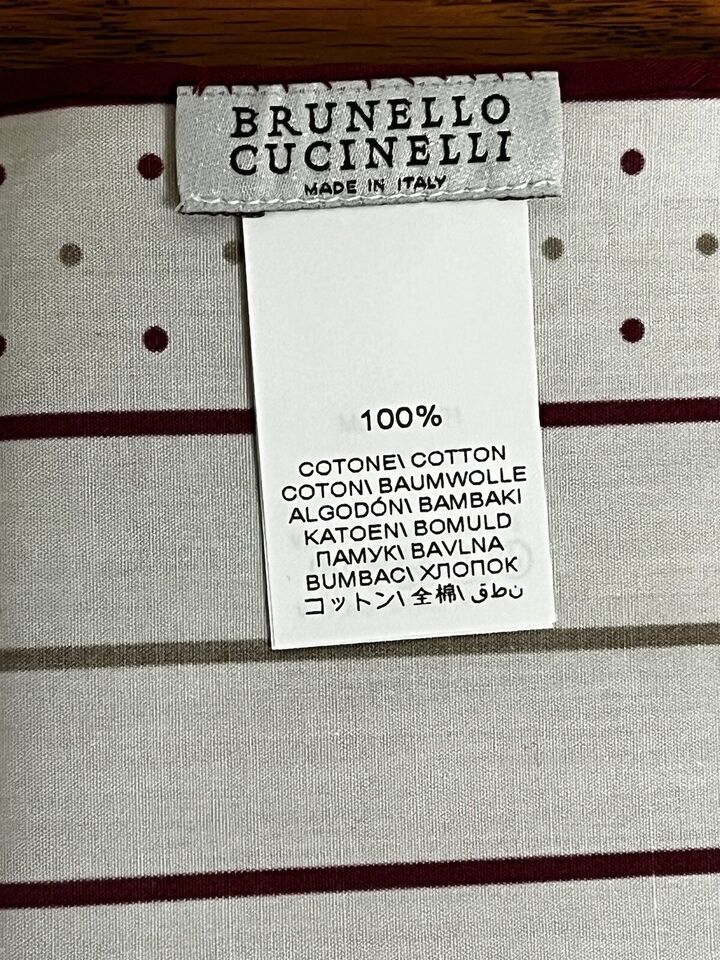 BRUNELLO
CUCINELLI
MADE IN ITALY
100%
COTONE\ COTTON
COTON\ BAUMWOLLE
ALGODÓN\ BAMBAKI
KATOEN\ BOMULD
ПАМУК\ BAVLNA
BUMBAC\ ХЛОПОК
コットン\ 全棉\ قطن